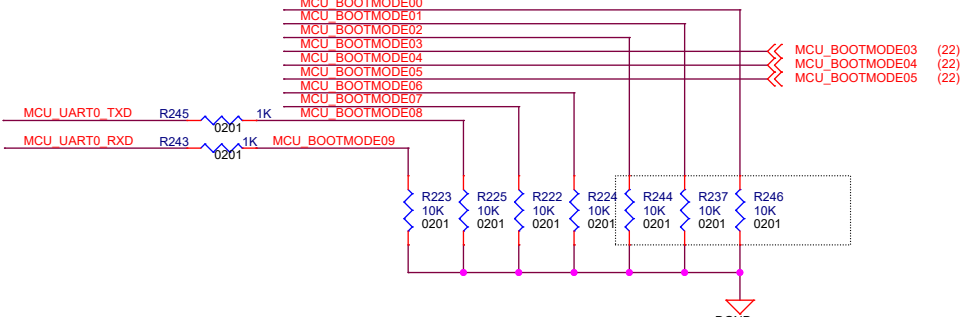 MCU_BOOTMODE00
MCU_BOOTMODE01
MCU_BOOTMODE02
MCU_BOOTMODE03 MCU_BOOTMODE03 (22)
MCU_BOOTMODE04 MCU_BOOTMODE04 (22)
MCU_BOOTMODE05 MCU_BOOTMODE05 (22)
MCU_BOOTMODE06
MCU_BOOTMODE07
MCU_UART0_TXD R245 1K MCU_BOOTMODE08
0201
MCU_UART0_RXD R243 1K MCU_BOOTMODE09
0201
R223 R225 R222 R224 R244 R237 R246
10K 10K 10K 10K 10K 10K 10K
0201 0201 0201 0201 0201 0201 0201